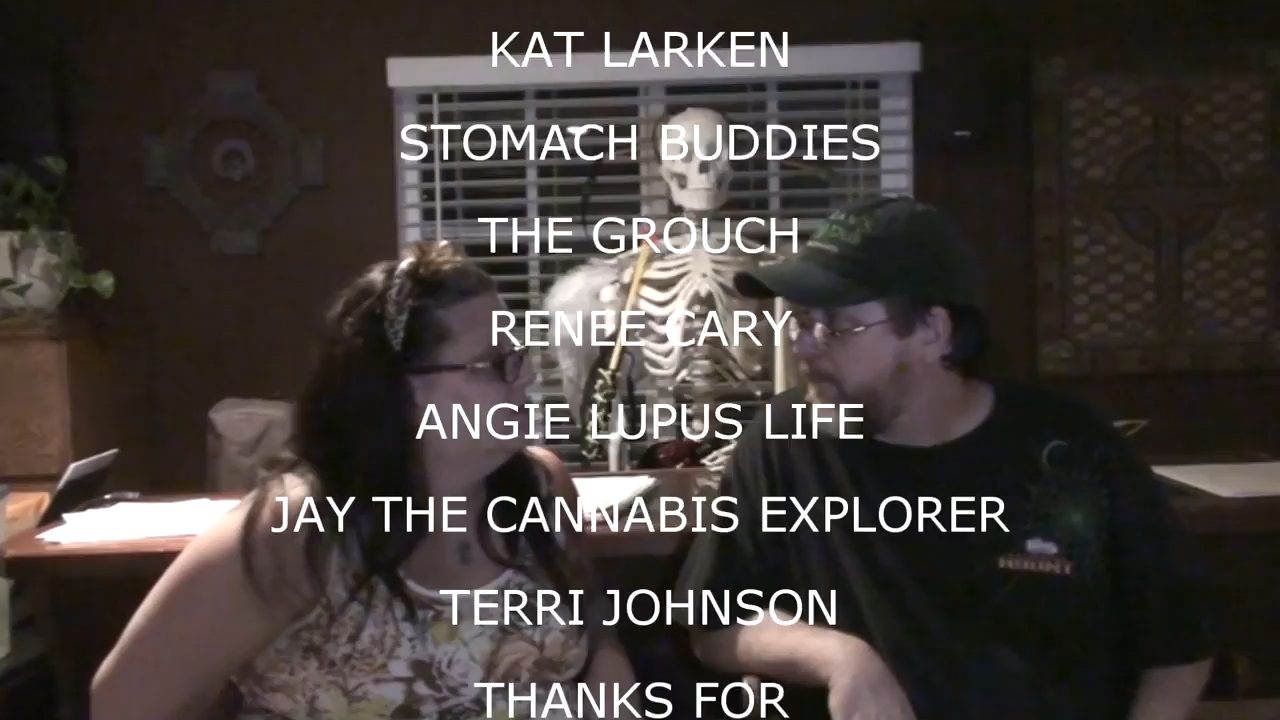 KAT LARKEN
STOMACH BUDDIES
THE GROUCH
RENEE CARY
ANGIE LUPUS LIFE
JAY THE CANNABIS EXPLORER
TERRI JOHNSON
THANKS FOR